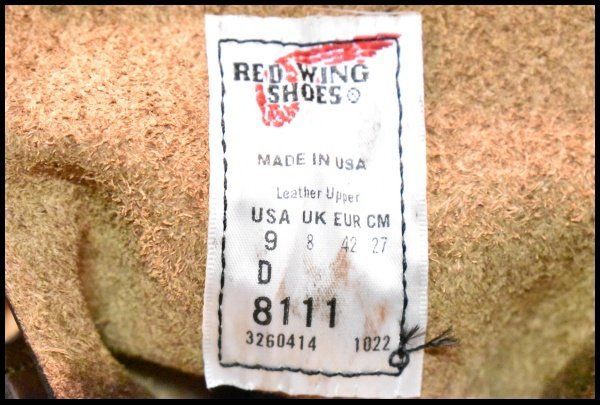 RED WING
SHOES®
MADE IN USA
Leather Upper
USA UK EUR CM
9 8 42 27
D
8111
3260414 1022